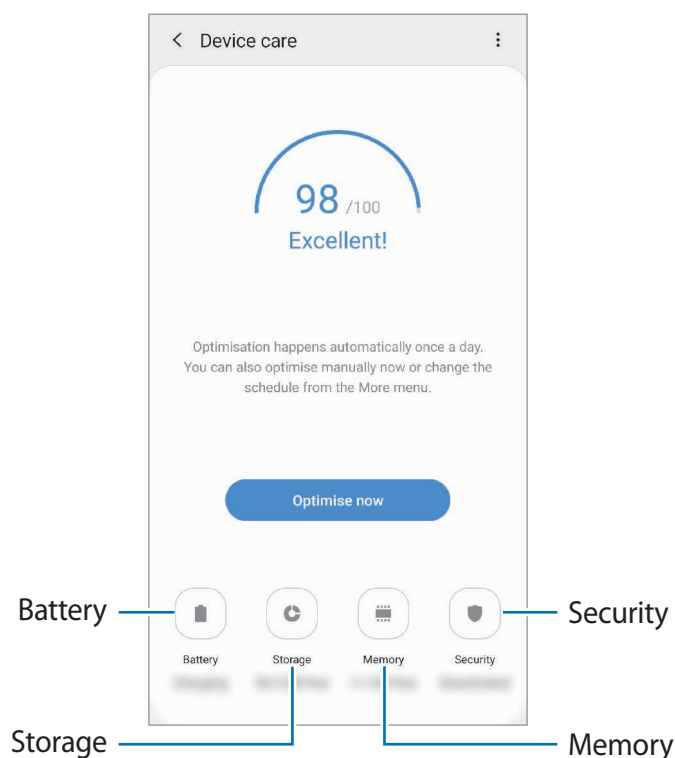 Device care
98 /100
Excellent!
Optimisation happens automatically once a day.
You can also optimise manually now or change the
schedule from the More menu.
Optimise now
Battery
Security
Battery Storage Memory Security
Storage
Memory